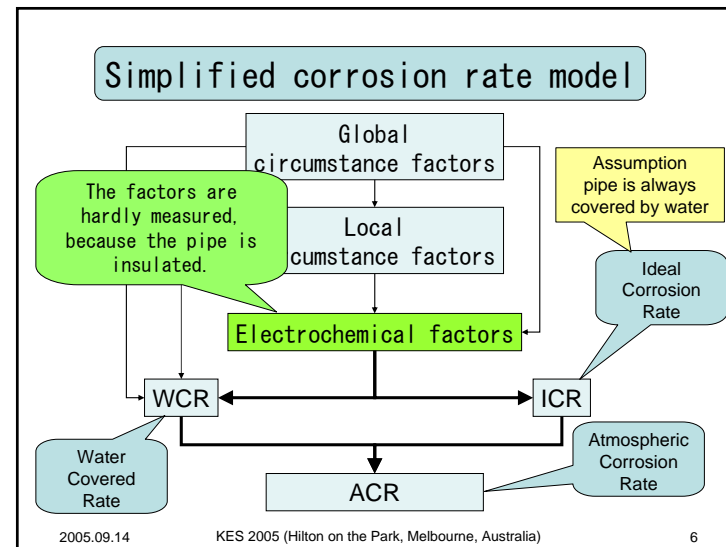 Simplified corrosion rate model
Global
circumstance factors
Assumption
pipe is always
covered by water
The factors are
hardly measured,
because the pipe is
insulated.
Local
cumstance factors
Ideal
Corrosion
Rate
Electrochemical factors
WCR
ICR
Water
Covered
Rate
Atmospheric
Corrosion
Rate
ACR
2005.09.14 KES 2005 (Hilton on the Park, Melbourne, Australia) 6